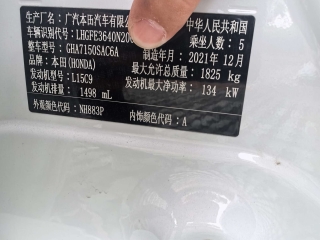 生产厂名：广汽本田汽车有限 中华人民共和国
车辆识别代号：LHGFE3640N20 乘坐人数：5
整车型号：GHA7150SAC6A 制造年月：2021年12月
品牌：本田(HONDA) 最大允许总质量：1825 kg
发动机型号：L15C9 发动机最大净功率：134 kW
发动机排量：1498 mL
外观颜色代码：NH883P 内饰颜色代码：A